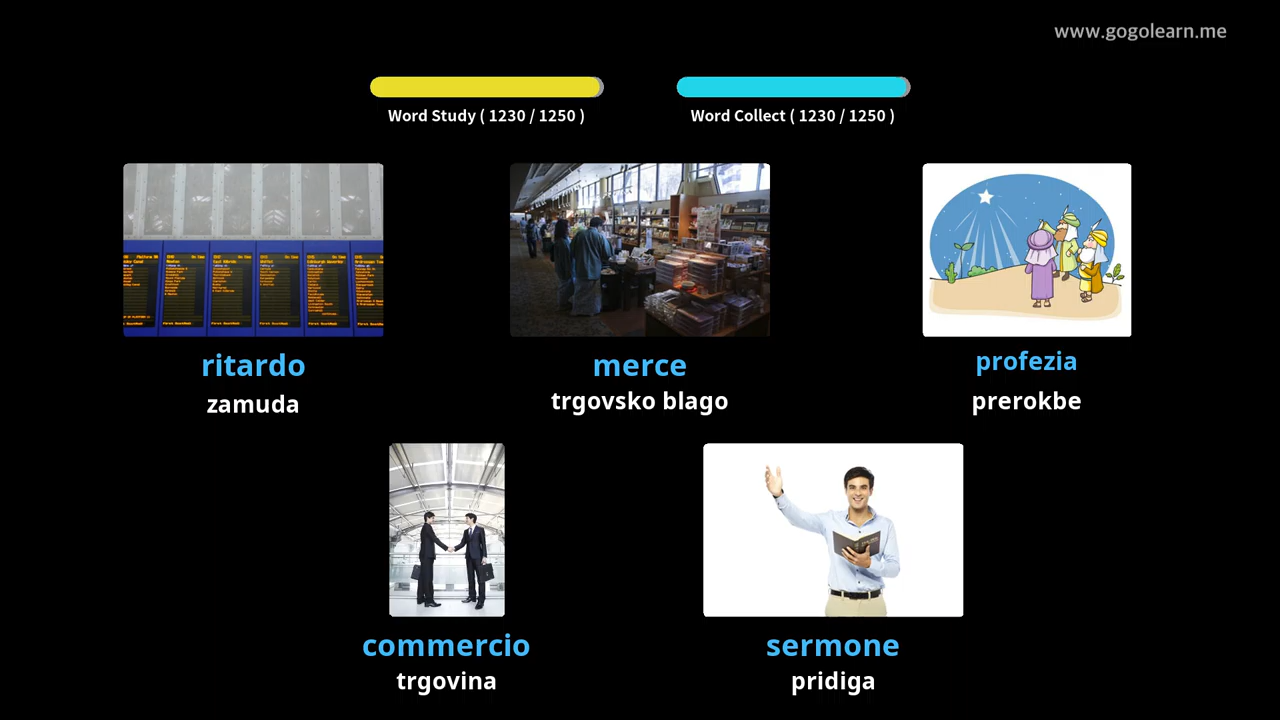 www.gogolearn.me
Word Study ( 1230 / 1250 )
Word Collect ( 1230 / 1250 )
ritardo
zamuda
merce
trgovsko blago
profezia
prerokbe
commercio
trgovina
sermone
pridiga